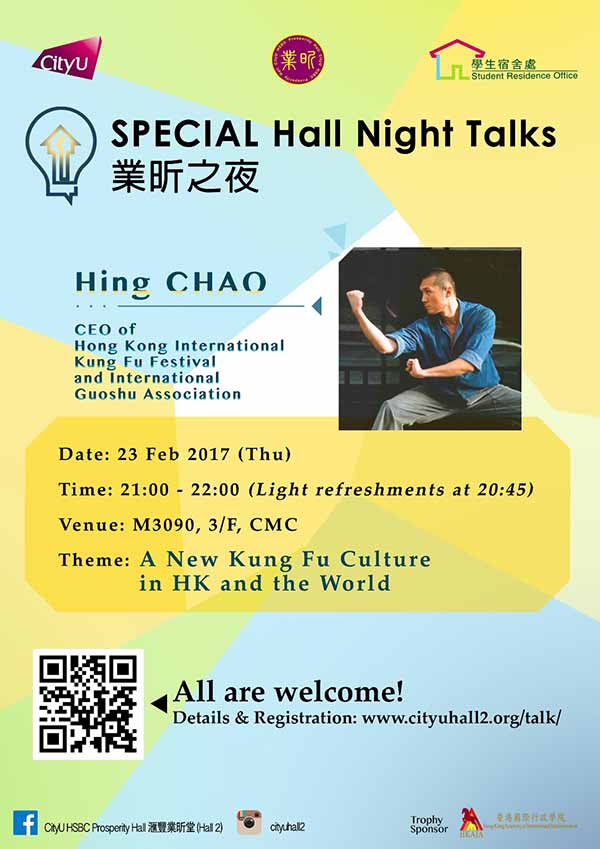 CityU
業昕
學生宿舍處
Student Residence Office
SPECIAL Hall Night Talks
業昕之夜
Hing CHAO
CEO of
Hong Kong International
Kung Fu Festival
and International
Guoshu Association
Date: 23 Feb 2017 (Thu)
Time: 21:00 - 22:00 (Light refreshments at 20:45)
Venue: M3090, 3/F, CMC
Theme: A New Kung Fu Culture
in HK and the World
All are welcome!
Details & Registration: www.cityuhall2.org/talk/
CityU HSBC Prosperity Hall 滙豐業昕堂 (Hall 2)
cityuhall2
Trophy
Sponsor
HKAIA
香港國際行政學院